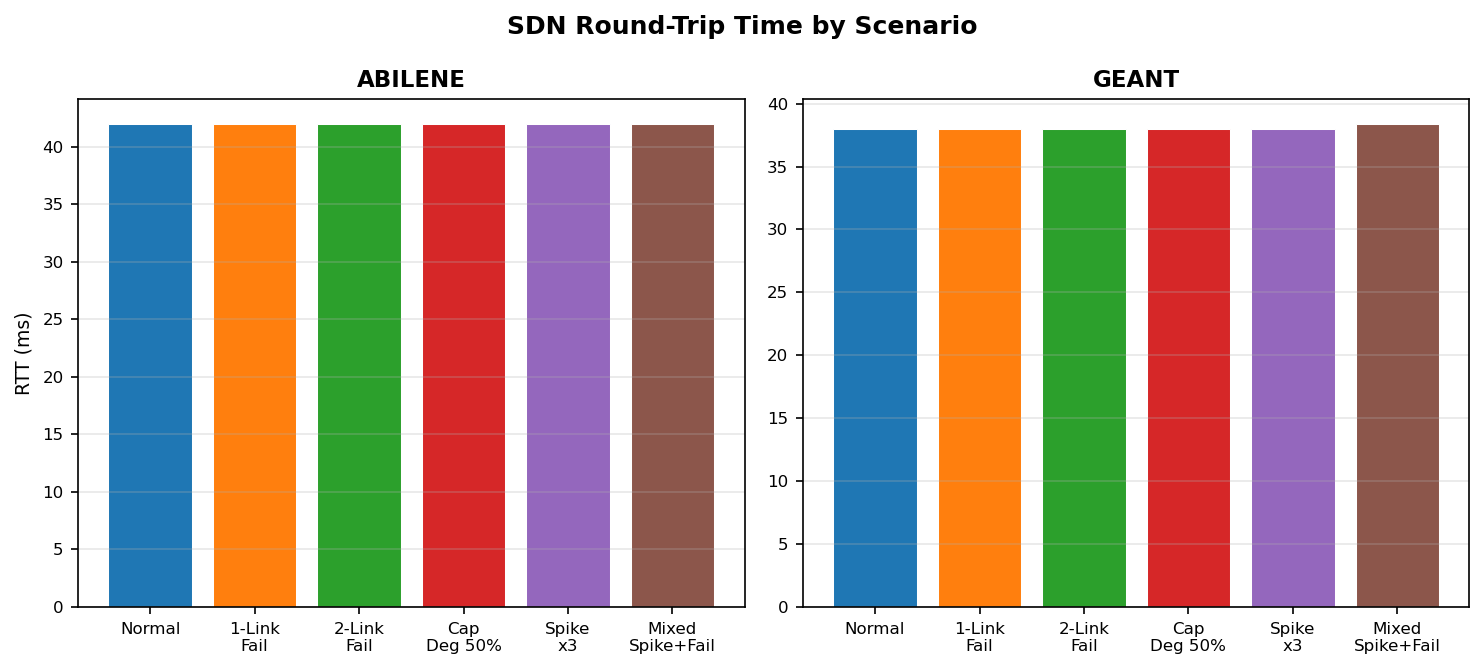 SDN Round-Trip Time by Scenario
ABILENE
RTT (ms)
40
35
30
25
20
15
10
5
0
Normal
1-Link
Fail
2-Link
Fail
Cap
Deg 50%
Spike
x3
Mixed
Spike+Fail
GEANT
40
35
30
25
20
15
10
5
0
Normal
1-Link
Fail
2-Link
Fail
Cap
Deg 50%
Spike
x3
Mixed
Spike+Fail